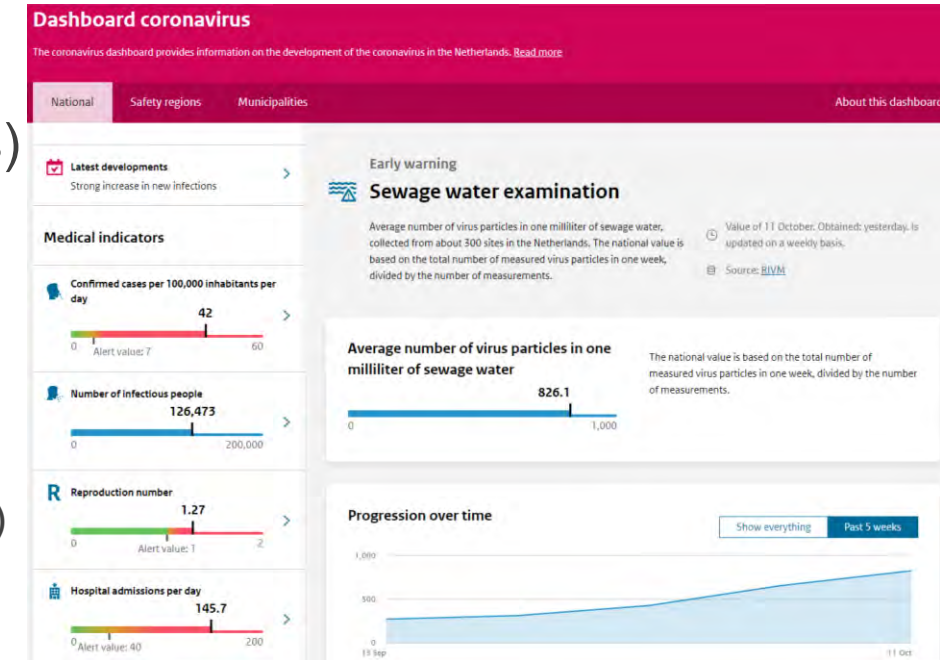 Dashboard coronavirus
The coronavirus dashboard provides information on the development of the coronavirus in the Netherlands. Read more
National Safety regions Municipalities About this dashboard
)
Latest developments
Strong increase in new infections
Medical indicators
Confirmed cases per 100,000 inhabitants per
day
42
0 Alert value: 7 60
Number of infectious people
126,473
0 200,000
)
R Reproduction number
1.27
0 Alert value: 1 2
Hospital admissions per day
145.7
0 Alert value: 40 200
Early warning
Sewage water examination
Average number of virus particles in one milliliter of sewage water,
collected from about 300 sites in the Netherlands. The national value is
based on the total number of measured virus particles in one week,
divided by the number of measurements.
Value of 11 October. Obtained: yesterday. Is
updated on a weekly basis.
Source: RIVM
Average number of virus particles in one
milliliter of sewage water
826.1
0 1,000
The national value is based on the total number of
measured virus particles in one week, divided by the number
of measurements.
Progression over time
Show everything Past 5 weeks
1,000
500
0
11 Oct